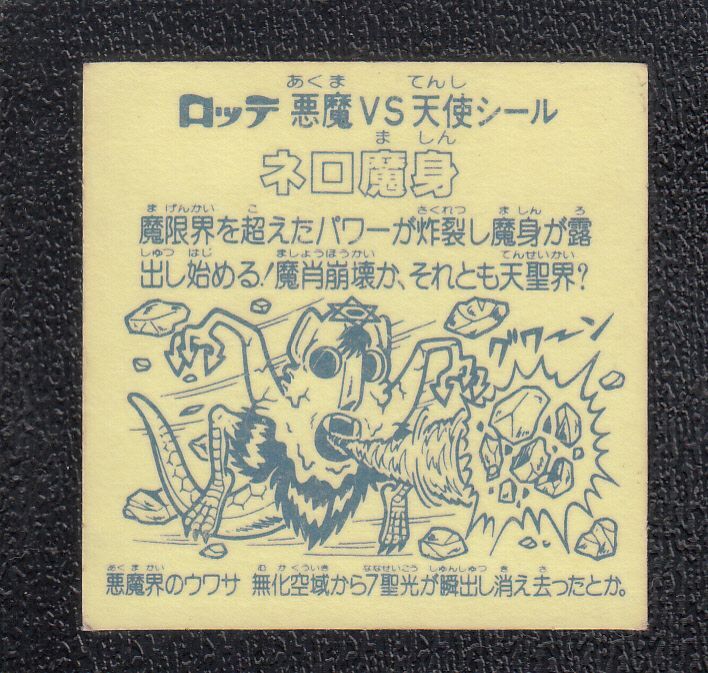 ロッテ 悪魔VS天使シール
あくま てんし
ネロ魔身
ま しん
魔限界を超えたパワーが炸裂し魔身が露
まげんかい こ さくれつ ま しん ろ
出し始める!魔肖崩壊か、それとも天聖界?
しゅつ はじ ましょうほうかい てんせいかい
グワーン
悪魔界のウワサ 無化空域から7聖光が瞬出し消え去ったとか。
あくまかい むかくういき ななせいこう しゅんしゅつ き さ